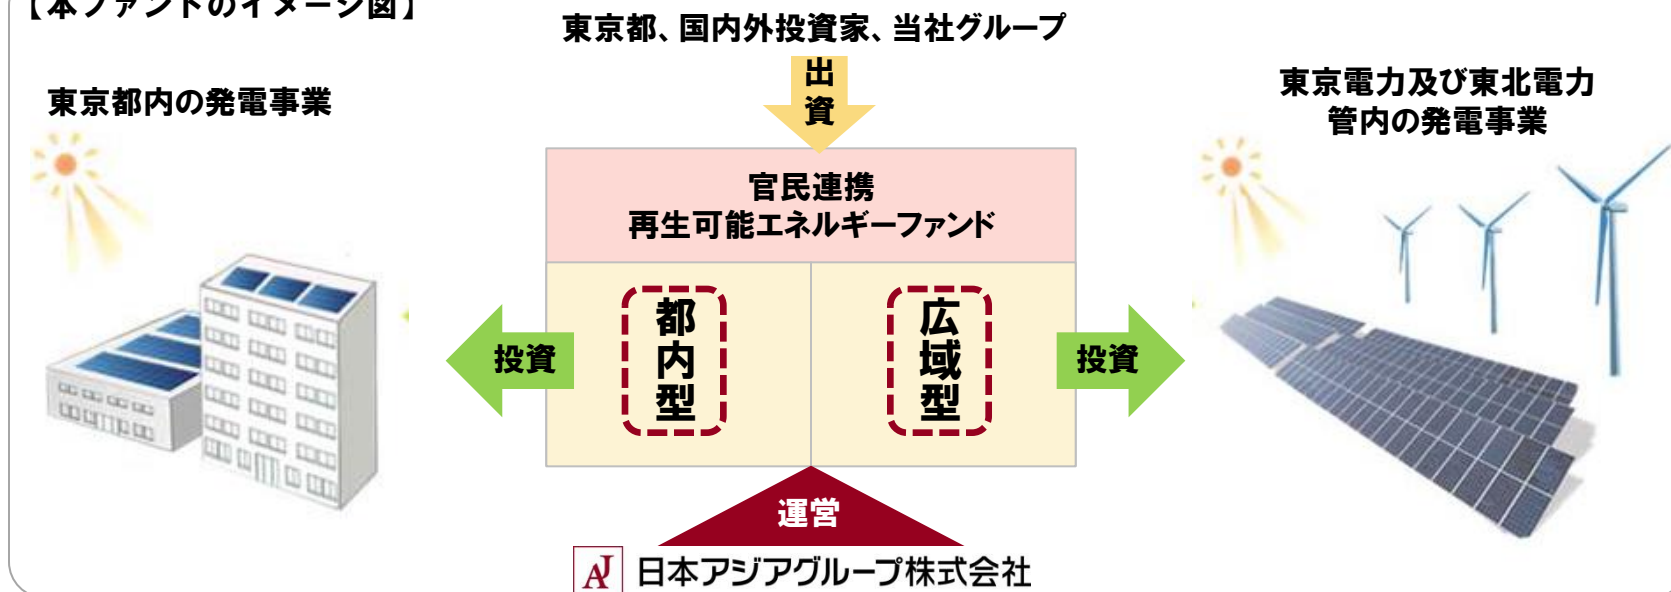 【本ファンドのイメージ図】
東京都、国内外投資家、当社グループ
出資
東京都内の発電事業
東京電力及び東北電力
管内の発電事業
官民連携
再生可能エネルギーファンド
都内型
広域型
投資
投資
運営
AJ 日本アジアグループ株式会社